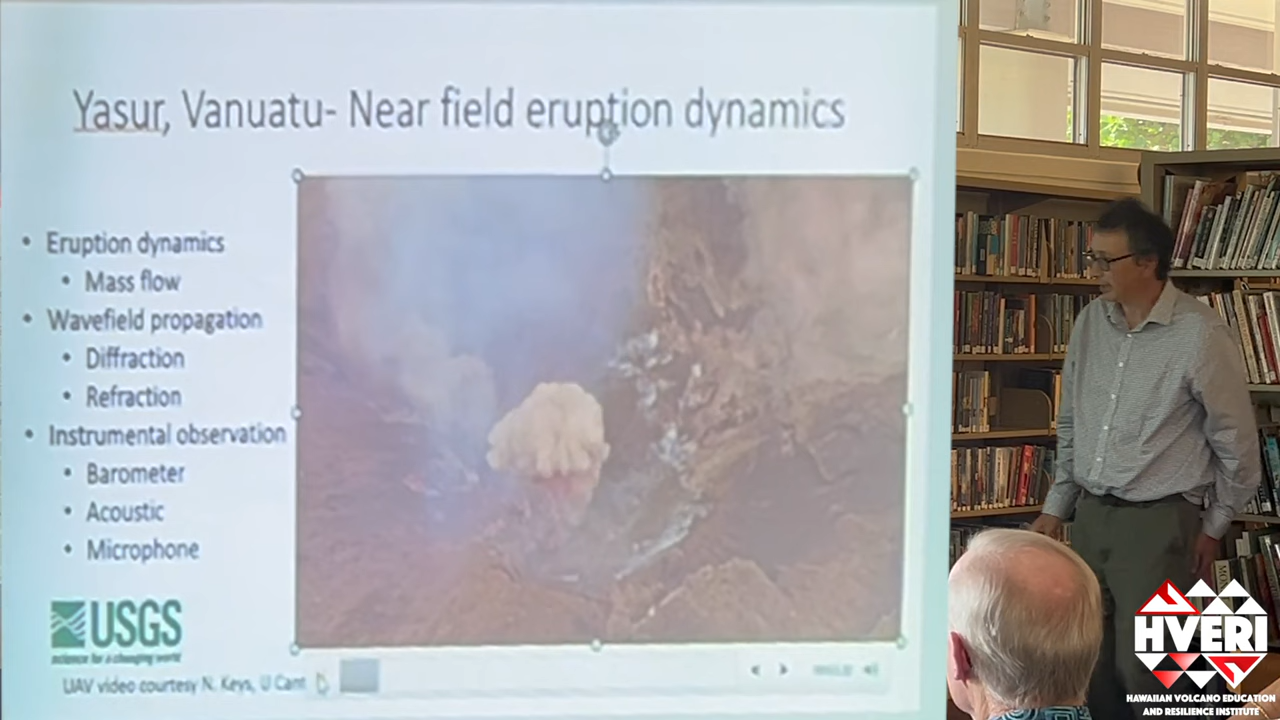 Yasur, Vanuatu- Near field eruption dynamics
• Eruption dynamics
• Mass flow
• Wavefield propagation
• Diffraction
• Refraction
• Instrumental observation
• Barometer
• Acoustic
• Microphone
USGS
science for a changing world
UAV video courtesy N. Keys, U Cant
HVERI
HAWAIIAN VOLCANO EDUCATION
AND RESILIENCE INSTITUTE